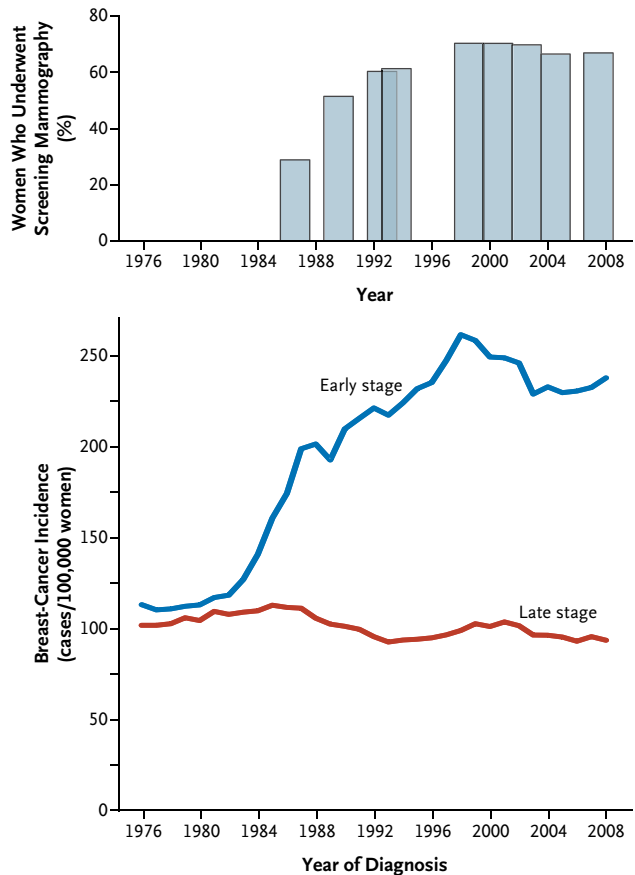 Women Who Underwent
Screening Mammography
(%)
80
60
40
20
0
1976 1980 1984 1988 1992 1996 2000 2004 2008
Year
Breast-Cancer Incidence
(cases/100,000 women)
250
200
150
100
50
0
Early stage
Late stage
1976 1980 1984 1988 1992 1996 2000 2004 2008
Year of Diagnosis